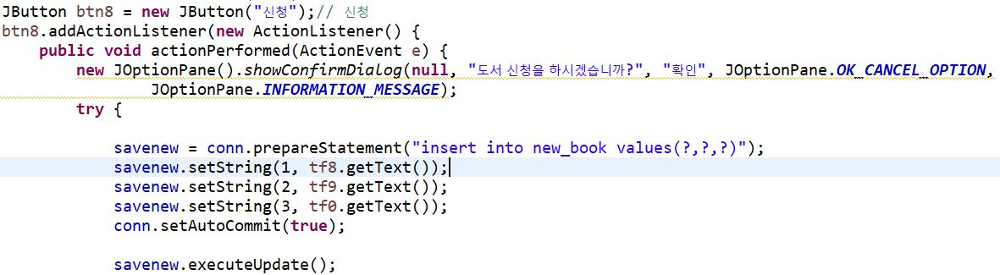 JButton btn8 = new JButton("신청");// 신청
btn8.addActionListener(new ActionListener() {
    public void actionPerformed(ActionEvent e) {
        new JOptionPane().showConfirmDialog(null, "도서 신청을 하시겠습니까?", "확인", JOptionPane.OK_CANCEL_OPTION,
                JOptionPane.INFORMATION_MESSAGE);
        try {
            savenew = conn.prepareStatement("insert into new_book values(?,?,?)");
            savenew.setString(1, tf8.getText());
            savenew.setString(2, tf9.getText());
            savenew.setString(3, tf0.getText());
            conn.setAutoCommit(true);
            savenew.executeUpdate();